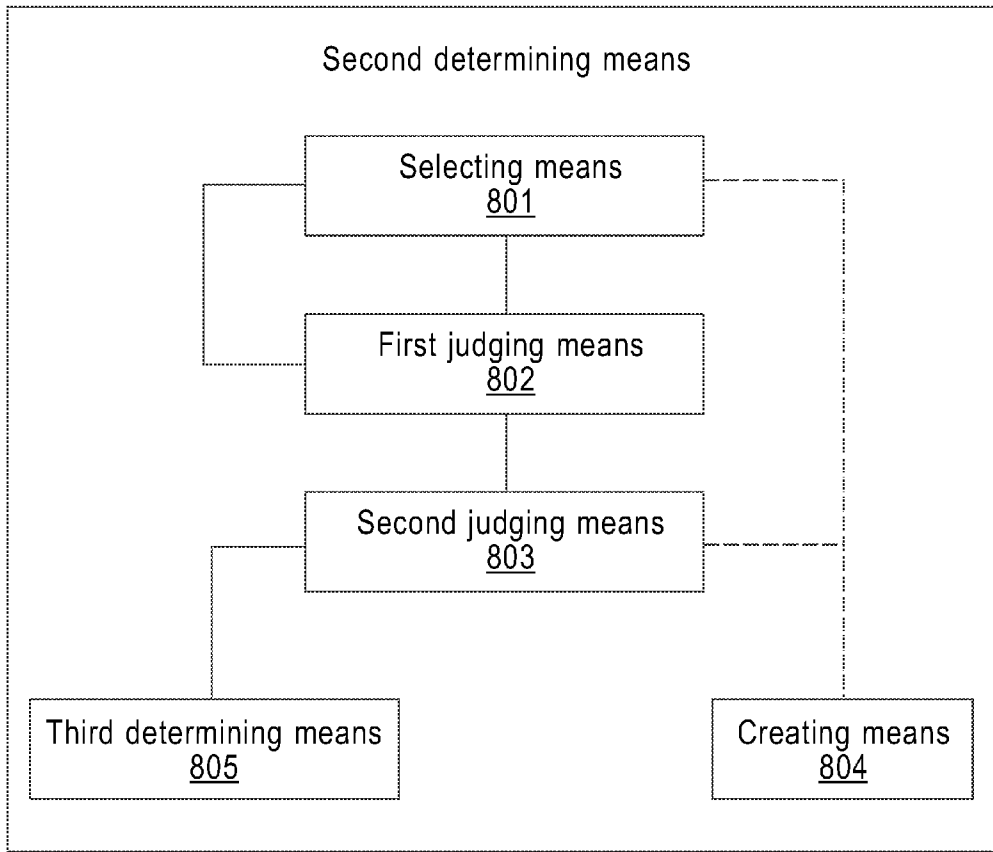 Second determining means
Selecting means
801
First judging means
802
Second judging means
803
Third determining means
805
Creating means
804